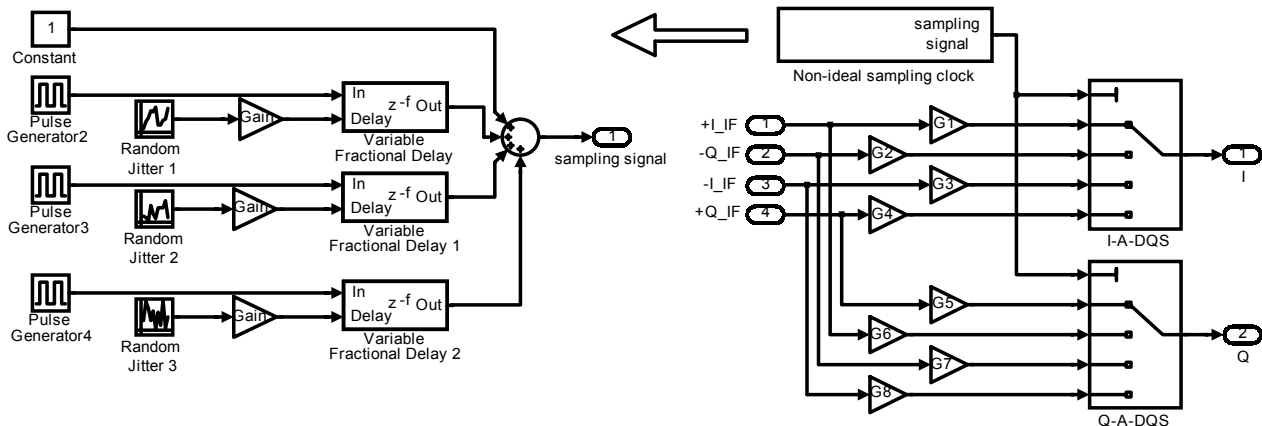 1
Constant
Pulse
Generator2
Random
Jitter 1
Gain
In
Delay
z -f Out
Variable
Fractional Delay
Pulse
Generator3
Random
Jitter 2
Gain
In
Delay
z -f Out
Variable
Fractional Delay 1
Pulse
Generator4
Random
Jitter 3
Gain
In
Delay
z -f Out
Variable
Fractional Delay 2
1
sampling signal
sampling
signal
Non-ideal sampling clock
+I_IF
1
-Q_IF
2
-I_IF
3
+Q_IF
4
G1
G2
G3
G4
I-A-DQS
1
I
G5
G6
G7
G8
Q-A-DQS
2
Q